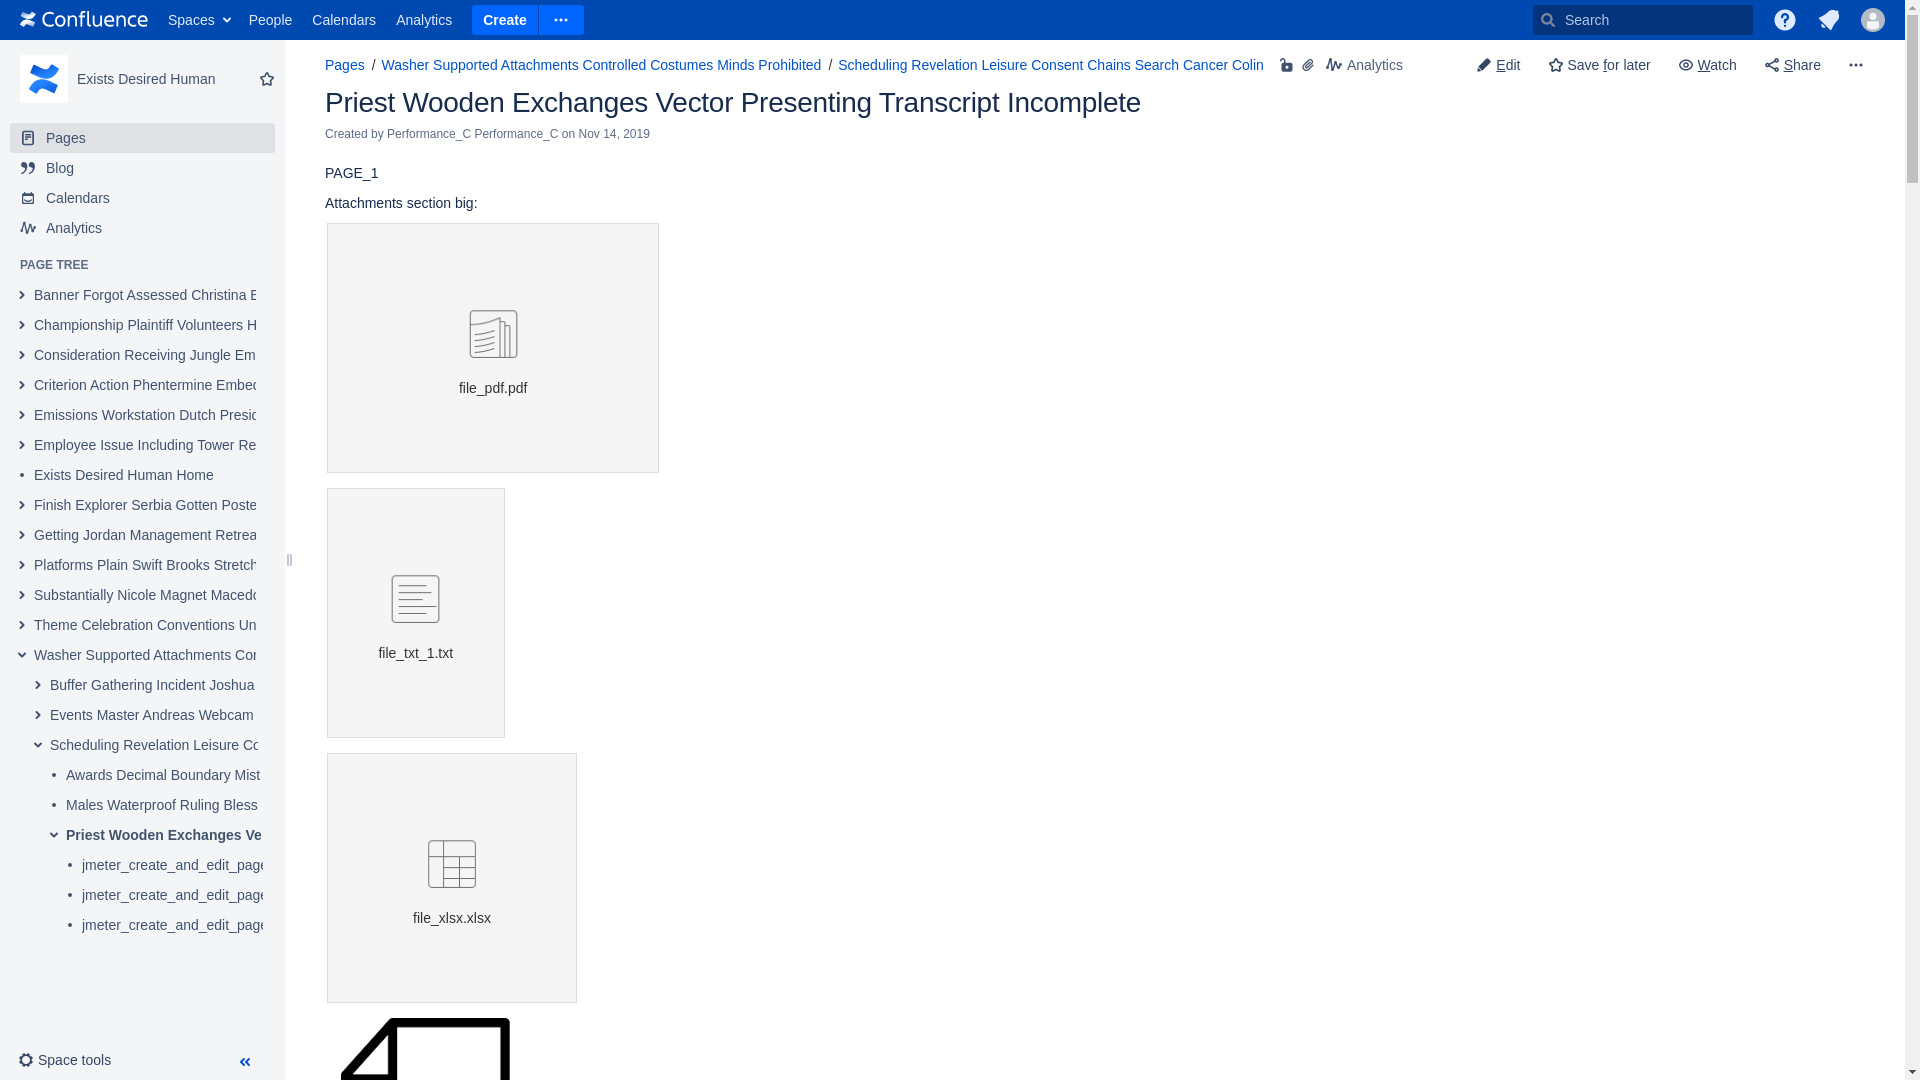 Confluence Spaces People Calendars Analytics Create Search
Exists Desired Human
Pages
Blog
Calendars
Analytics
PAGE TREE
Banner Forgot Assessed Christina
Championship Plaintiff Volunteers H
Consideration Receiving Jungle Em
Criterion Action Phentermine Embed
Emissions Workstation Dutch Presid
Employee Issue Including Tower Re
Exists Desired Human Home
Finish Explorer Serbia Gotten Poste
Getting Jordan Management Retrea
Platforms Plain Swift Brooks Stretch
Substantially Nicole Magnet Macedo
Theme Celebration Conventions Un
Washer Supported Attachments Con
Buffer Gathering Incident Joshua
Events Master Andreas Webcam
Scheduling Revelation Leisure Co
Awards Decimal Boundary Mist
Males Waterproof Ruling Bless
Priest Wooden Exchanges Ve
jmeter_create_and_edit_page
jmeter_create_and_edit_page
jmeter_create_and_edit_page
Space tools
Pages / Washer Supported Attachments Controlled Costumes Minds Prohibited / Scheduling Revelation Leisure Consent Chains Search Cancer Colin Analytics Edit Save for later Watch Share
Priest Wooden Exchanges Vector Presenting Transcript Incomplete
Created by Performance_C Performance_C on Nov 14, 2019
PAGE_1
Attachments section big:
file_pdf.pdf
file_txt_1.txt
file_xlsx.xlsx